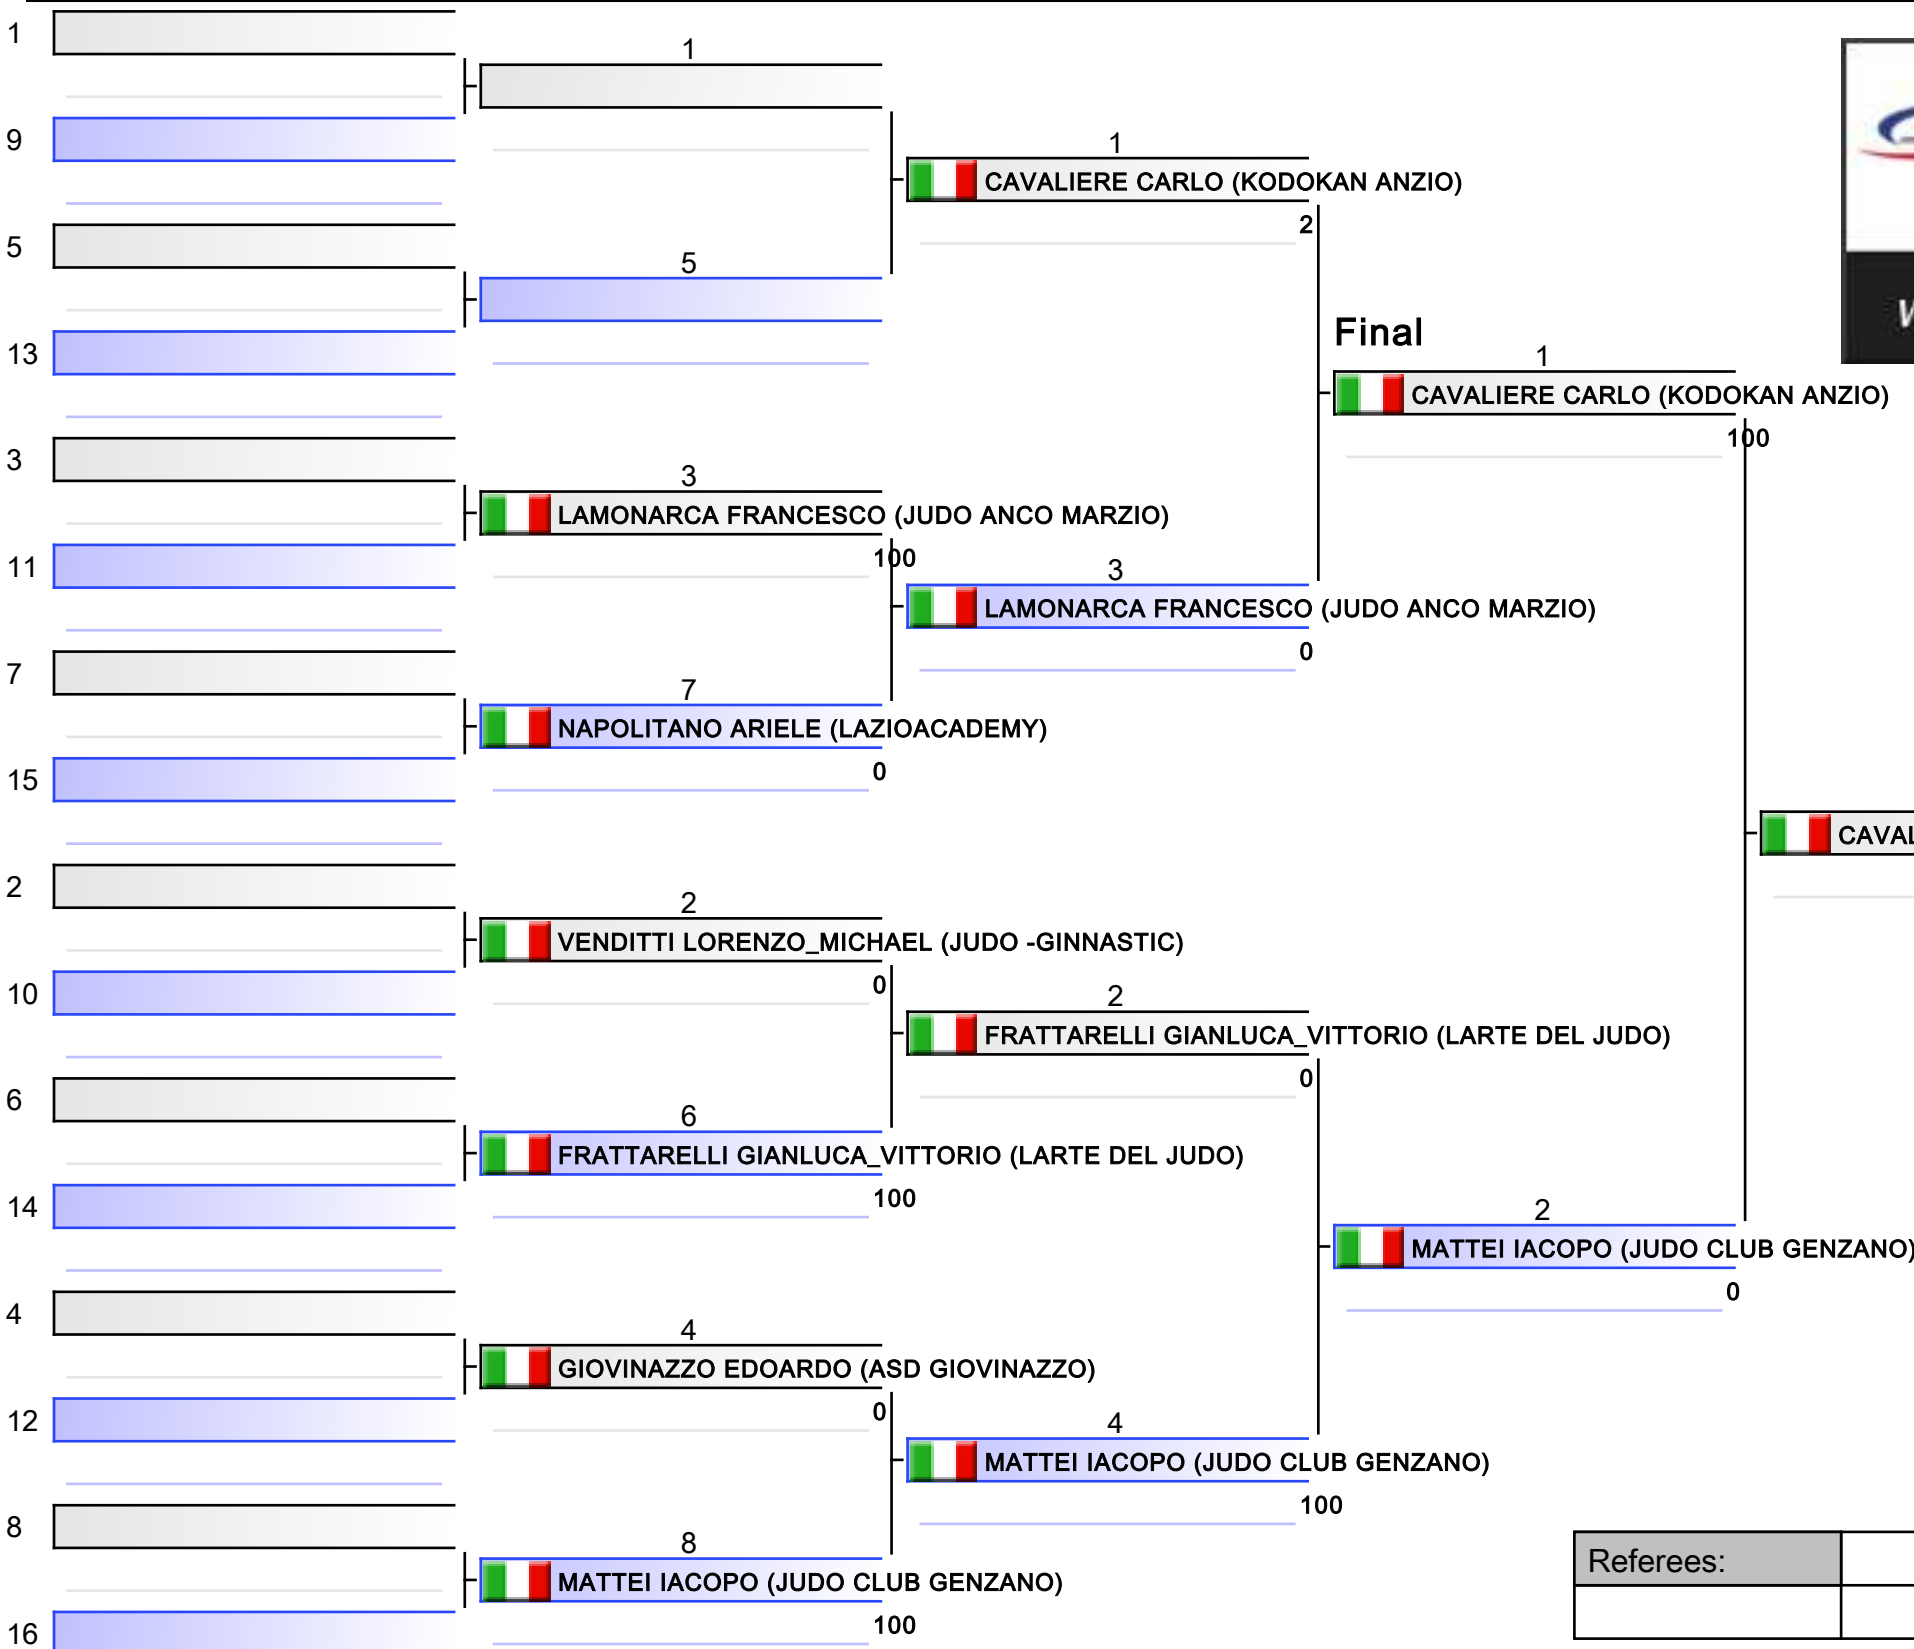 1
1
9
1
CAVALIERE CARLO (KODOKAN ANZIO)
2
5
5
Final
13
1
CAVALIERE CARLO (KODOKAN ANZIO)
100
3
3
LAMONARCA FRANCESCO (JUDO ANCO MARZIO)
100
11
3
LAMONARCA FRANCESCO (JUDO ANCO MARZIO)
0
7
7
NAPOLITANO ARIELE (LAZIOACADEMY)
0
15
CAVAL
2
2
VENDITTI LORENZO_MICHAEL (JUDO -GINNASTIC)
0
10
2
FRATTARELLI GIANLUCA_VITTORIO (LARTE DEL JUDO)
0
6
6
FRATTARELLI GIANLUCA_VITTORIO (LARTE DEL JUDO)
100
14
2
MATTEI IACOPO (JUDO CLUB GENZANO)
0
4
4
GIOVINAZZO EDOARDO (ASD GIOVINAZZO)
0
12
4
MATTEI IACOPO (JUDO CLUB GENZANO)
100
8
8
MATTEI IACOPO (JUDO CLUB GENZANO)
100
Referees:
16